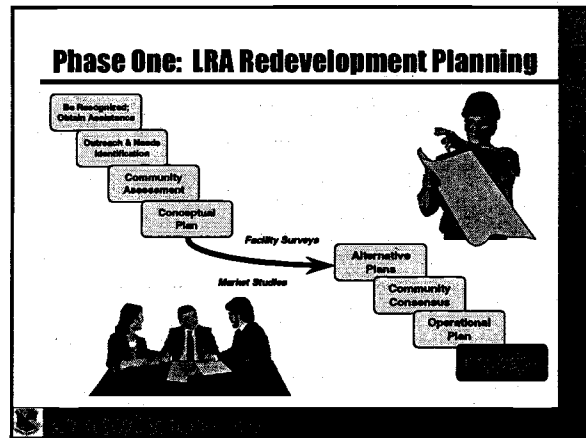 Phase One: LRA Redevelopment Planning
Be Recognized;
Obtain Assistance
Outreach & Needs
Identification
Community
Assessment
Conceptual
Plan
Facility Surveys
Market Studies
Alternative
Plans
Community
Consensus
Operational
Plan